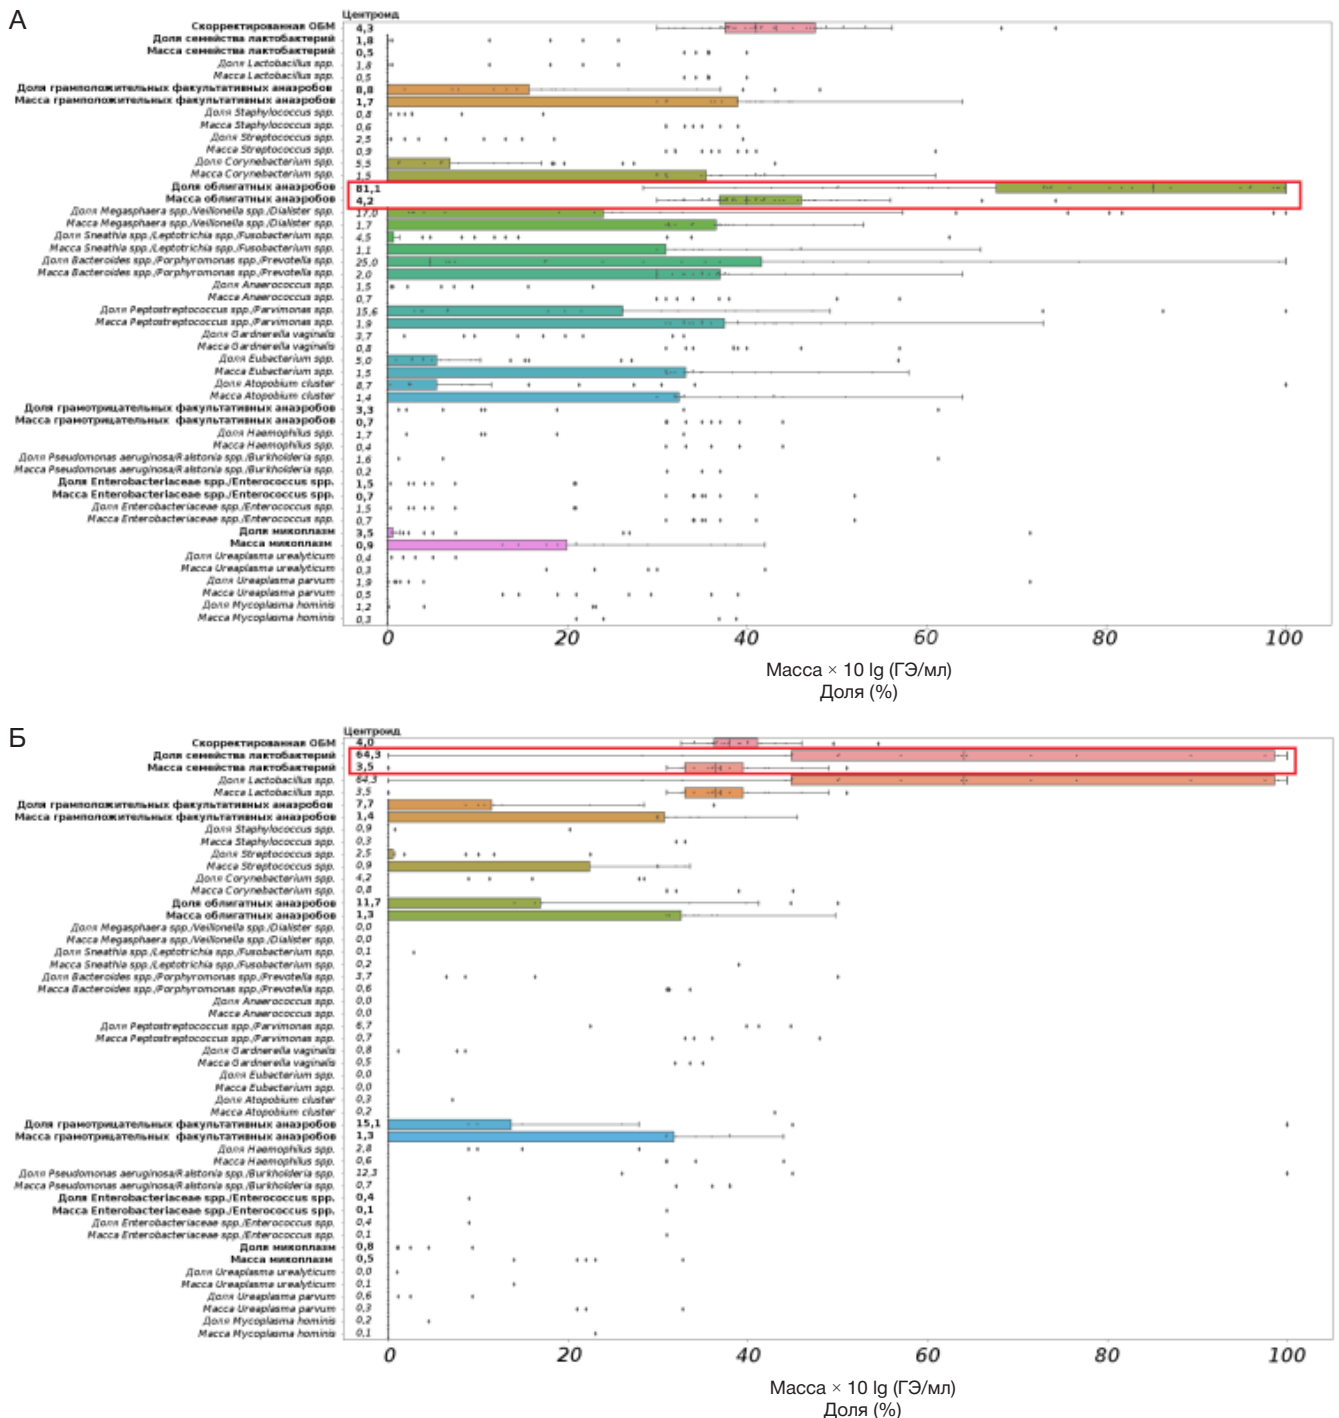 А
Центроид
Скорректированная ОБМ 4,3
Доля семейства лактобактерий 1,8
Масса семейства лактобактерий 0,5
Доля Lactobacillus spp. 1,8
Масса Lactobacillus spp. 0,5
Доля грамположительных факультативных анаэробов 8,8
Масса грамположительных факультативных анаэробов 1,7
Доля Staphylococcus spp. 0,8
Масса Staphylococcus spp. 0,6
Доля Streptococcus spp. 2,5
Масса Streptococcus spp. 0,9
Доля Corynebacterium spp. 5,5
Масса Corynebacterium spp. 1,5
Доля облигатных анаэробов 81,1
Масса облигатных анаэробов 4,2
Доля Megasphaera spp./Veillonella spp./Dialister spp. 17,0
Масса Megasphaera spp./Veillonella spp./Dialister spp. 1,7
Доля Sneathia spp./Leptotrichia spp./Fusobacterium spp. 4,5
Масса Sneathia spp./Leptotrichia spp./Fusobacterium spp. 1,1
Доля Bacteroides spp./Porphyromonas spp./Prevotella spp. 25,0
Масса Bacteroides spp./Porphyromonas spp./Prevotella spp. 2,0
Доля Anaerococcus spp. 1,5
Масса Anaerococcus spp. 0,7
Доля Peptostreptococcus spp./Parvimonas spp. 15,6
Масса Peptostreptococcus spp./Parvimonas spp. 1,9
Доля Gardnerella vaginalis 3,7
Масса Gardnerella vaginalis 0,8
Доля Eubacterium spp. 5,0
Масса Eubacterium spp. 1,5
Доля Atopobium cluster 8,7
Масса Atopobium cluster 1,4
Доля грамотрицательных факультативных анаэробов 3,3
Масса грамотрицательных факультативных анаэробов 0,7
Доля Haemophilus spp. 1,7
Масса Haemophilus spp. 0,4
Доля Pseudomonas aeruginosa/Ralstonia spp./Burkholderia spp. 1,6
Масса Pseudomonas aeruginosa/Ralstonia spp./Burkholderia spp. 0,2
Доля Enterobacteriaceae spp./Enterococcus spp. 1,5
Масса Enterobacteriaceae spp./Enterococcus spp. 0,7
Доля Enterobacteriaceae spp./Enterococcus spp. 1,5
Масса Enterobacteriaceae spp./Enterococcus spp. 0,7
Доля микоплазм 3,5
Масса микоплазм 0,9
Доля Ureaplasma urealyticum 0,4
Масса Ureaplasma urealyticum 0,3
Доля Ureaplasma parvum 1,9
Масса Ureaplasma parvum 0,5
Доля Mycoplasma hominis 1,2
Масса Mycoplasma hominis 0,3
0 20 40 60 80 100
Масса × 10 lg (ГЭ/мл)
Доля (%)
Б
Центроид
Скорректированная ОБМ 4,0
Доля семейства лактобактерий 64,3
Масса семейства лактобактерий 3,5
Доля Lactobacillus spp. 64,3
Масса Lactobacillus spp. 3,5
Доля грамположительных факультативных анаэробов 7,7
Масса грамположительных факультативных анаэробов 1,4
Доля Staphylococcus spp. 0,9
Масса Staphylococcus spp. 0,3
Доля Streptococcus spp. 2,5
Масса Streptococcus spp. 0,9
Доля Corynebacterium spp. 4,2
Масса Corynebacterium spp. 0,8
Доля облигатных анаэробов 11,7
Масса облигатных анаэробов 1,3
Доля Megasphaera spp./Veillonella spp./Dialister spp. 0,0
Масса Megasphaera spp./Veillonella spp./Dialister spp. 0,0
Доля Sneathia spp./Leptotrichia spp./Fusobacterium spp. 0,1
Масса Sneathia spp./Leptotrichia spp./Fusobacterium spp. 0,2
Доля Bacteroides spp./Porphyromonas spp./Prevotella spp. 3,7
Масса Bacteroides spp./Porphyromonas spp./Prevotella spp. 0,6
Доля Anaerococcus spp. 0,0
Масса Anaerococcus spp. 0,0
Доля Peptostreptococcus spp./Parvimonas spp. 6,7
Масса Peptostreptococcus spp./Parvimonas spp. 0,7
Доля Gardnerella vaginalis 0,8
Масса Gardnerella vaginalis 0,5
Доля Eubacterium spp. 0,0
Масса Eubacterium spp. 0,0
Доля Atopobium cluster 0,3
Масса Atopobium cluster 0,2
Доля грамотрицательных факультативных анаэробов 15,1
Масса грамотрицательных факультативных анаэробов 1,3
Доля Haemophilus spp. 2,8
Масса Haemophilus spp. 0,6
Доля Pseudomonas aeruginosa/Ralstonia spp./Burkholderia spp. 12,3
Масса Pseudomonas aeruginosa/Ralstonia spp./Burkholderia spp. 0,7
Доля Enterobacteriaceae spp./Enterococcus spp. 0,4
Масса Enterobacteriaceae spp./Enterococcus spp. 0,1
Доля Enterobacteriaceae spp./Enterococcus spp. 0,4
Масса Enterobacteriaceae spp./Enterococcus spp. 0,1
Доля микоплазм 0,8
Масса микоплазм 0,5
Доля Ureaplasma urealyticum 0,0
Масса Ureaplasma urealyticum 0,1
Доля Ureaplasma parvum 0,6
Масса Ureaplasma parvum 0,3
Доля Mycoplasma hominis 0,2
Масса Mycoplasma hominis 0,1
0 20 40 60 80 100
Масса × 10 lg (ГЭ/мл)
Доля (%)